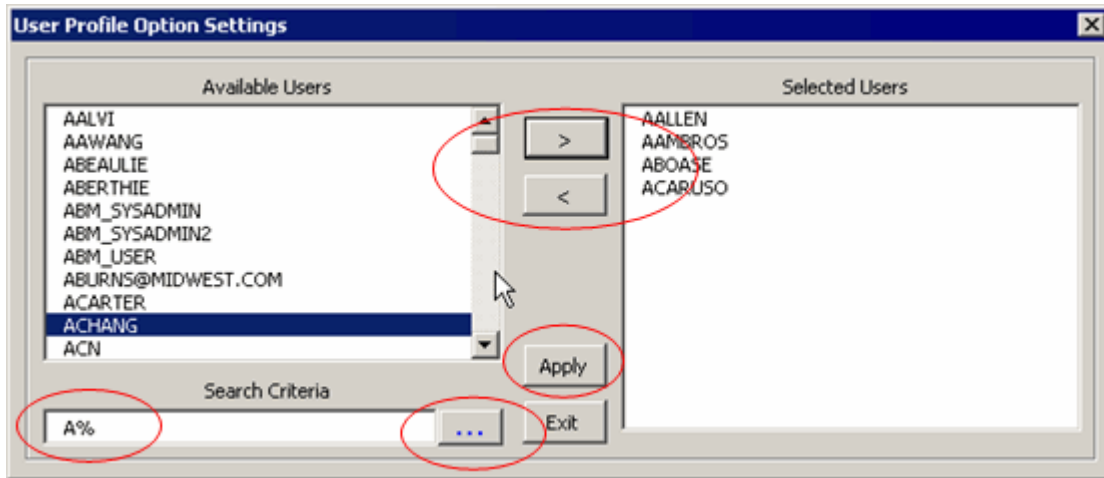 User Profile Option Settings
Available Users
AALVI
AAWANG
ABEAULIE
ABERTHIE
ABM_SYSADMIN
ABM_SYSADMIN2
ABM_USER
ABURNS@MIDWEST.COM
ACARTER
ACHANG
ACN
Search Criteria
A%
...
>
<
Apply
Exit
Selected Users
AALLEN
AAMBROS
ABOASE
ACARUSO